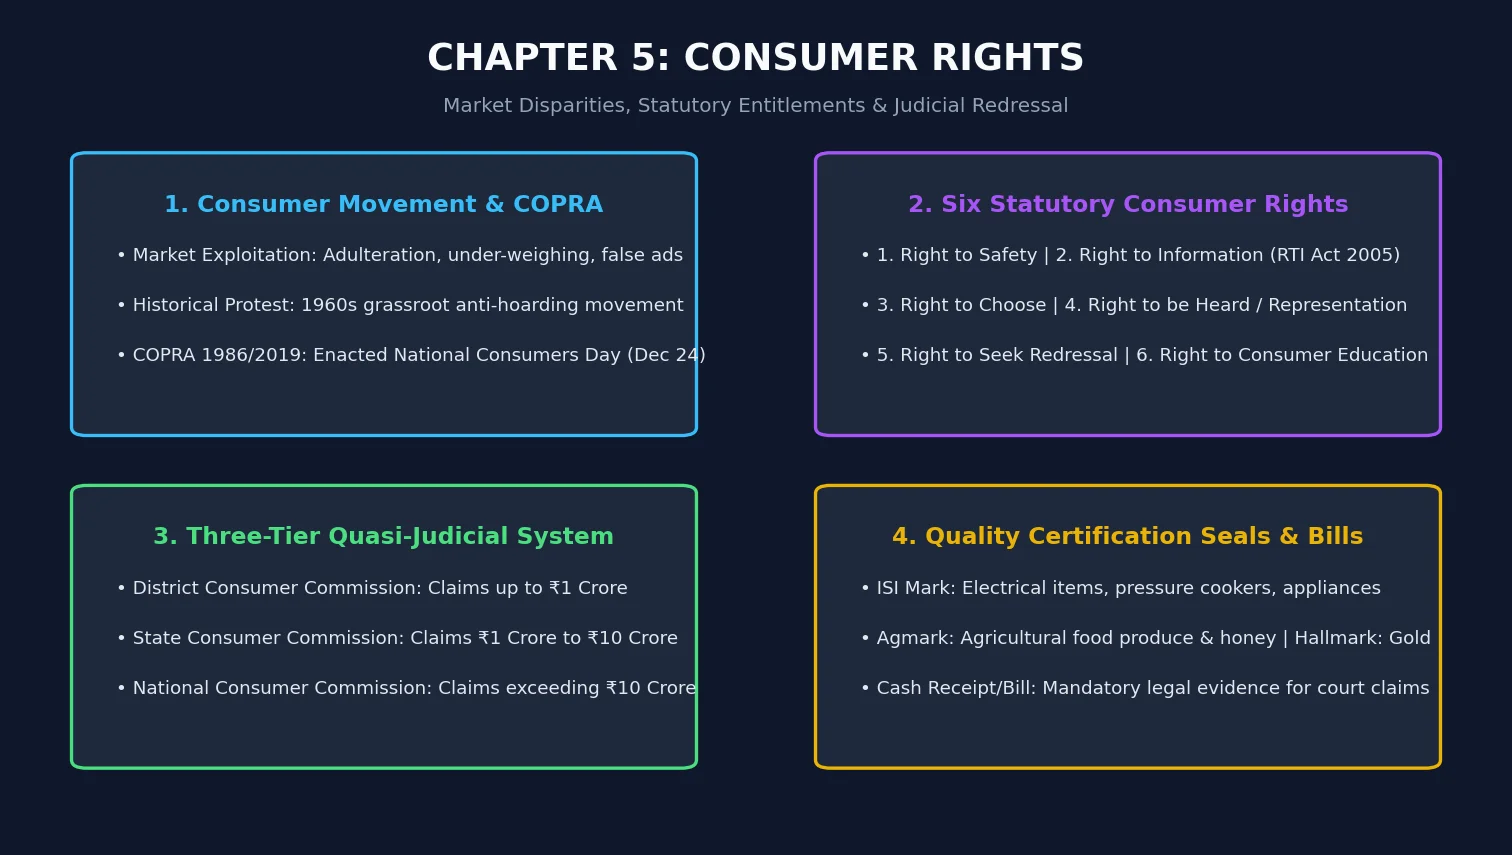 CHAPTER 5: CONSUMER RIGHTS
Market Disparities, Statutory Entitlements & Judicial Redressal
1. Consumer Movement & COPRA
• Market Exploitation: Adulteration, under-weighing, false ads
• Historical Protest: 1960s grassroot anti-hoarding movement
• COPRA 1986/2019: Enacted National Consumers Day (Dec 24)
2. Six Statutory Consumer Rights
• 1. Right to Safety | 2. Right to Information (RTI Act 2005)
• 3. Right to Choose | 4. Right to be Heard / Representation
• 5. Right to Seek Redressal | 6. Right to Consumer Education
3. Three-Tier Quasi-Judicial System
• District Consumer Commission: Claims up to ₹1 Crore
• State Consumer Commission: Claims ₹1 Crore to ₹10 Crore
• National Consumer Commission: Claims exceeding ₹10 Crore
4. Quality Certification Seals & Bills
• ISI Mark: Electrical items, pressure cookers, appliances
• Agmark: Agricultural food produce & honey | Hallmark: Gold
• Cash Receipt/Bill: Mandatory legal evidence for court claims